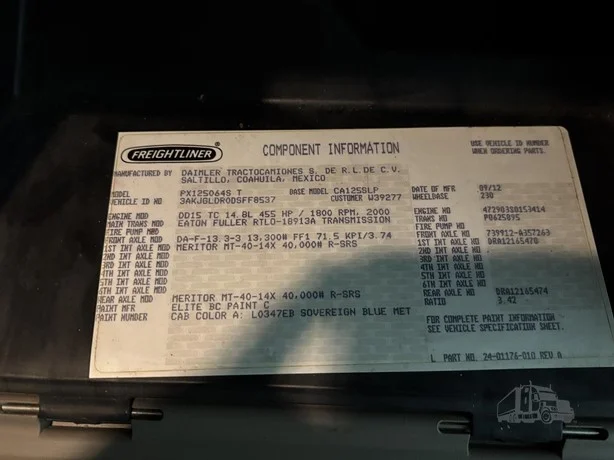 FREIGHTLINER
COMPONENT INFORMATION
USE VEHICLE ID NUMBER
WHEN ORDERING PARTS.
MANUFACTURED BY DAIMLER TRACTOCAMIONES S. DE R.L.DE C.V.
SALTILLO, COAHUILA, MEXICO
MODEL PX125064S T BASE MODEL CA125SLP DATE OF MFR 09/12
VEHICLE ID NO 3AKJGLDR0DSFF8537 CUSTOMER W39277 WHEELBASE 230
ENGINE MOD DD15 TC 14.8L 455 HP / 1800 RPM, 2000 ENGINE NO
MAIN TRANS MOD EATON FULLER RTLO-18913A TRANSMISSION TRANS NO
FIRE PUMP MOD FIRE PUMP NO
FRONT AXLE MOD DA-F-13.3-3 13,300# FF1 71.5 KPI/3.74 FRONT AXLE NO
1ST INT AXLE MOD MERITOR MT-40-14X 40,000# R-SRS 1ST INT AXLE NO
2ND INT AXLE MOD 2ND INT AXLE NO
3RD INT AXLE MOD 3RD INT AXLE NO
4TH INT AXLE MOD 4TH INT AXLE NO
5TH INT AXLE MOD 5TH INT AXLE NO
6TH INT AXLE MOD 6TH INT AXLE NO
REAR AXLE MOD MERITOR MT-40-14X 40,000# R-SRS REAR AXLE NO
PAINT MFR ELITE BC PAINT C RATIO 3.42
PAINT NUMBER CAB COLOR A: L0347EB SOVEREIGN BLUE MET
FOR COMPLETE PAINT INFORMATION
SEE VEHICLE SPECIFICATION SHEET.
L PART NO. 24-01176-010 REV A